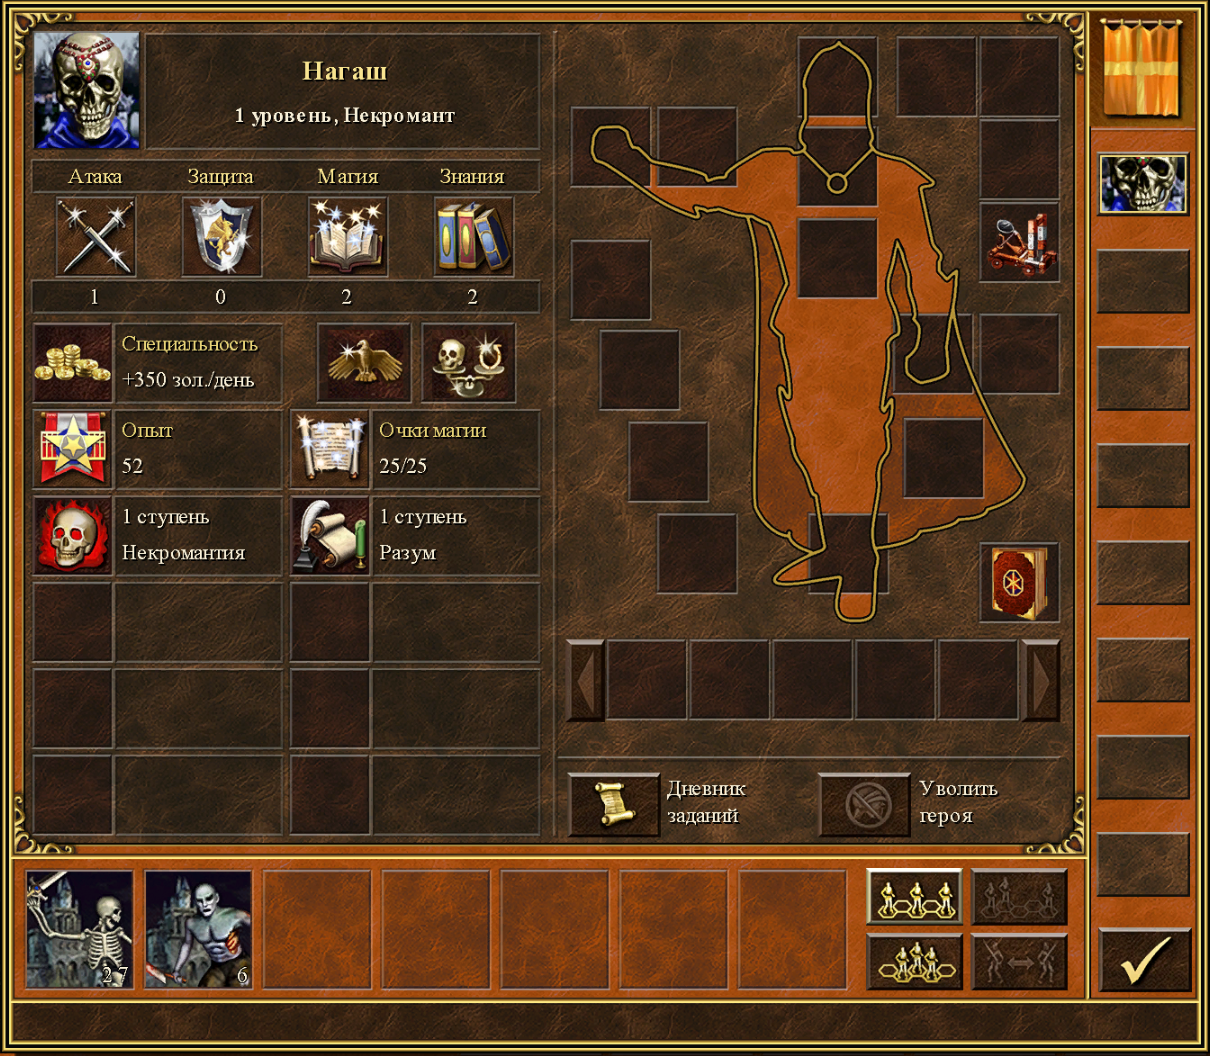 Нагаш
1 уровень, Некромант
Атака Защита Магия Знания
1 0 2 2
Специальность
+350 зол./день
Опыт
52
Очки магии
25/25
1 ступень
Некромантия
1 ступень
Разум
Дневник
заданий
Уволить
героя
27 6